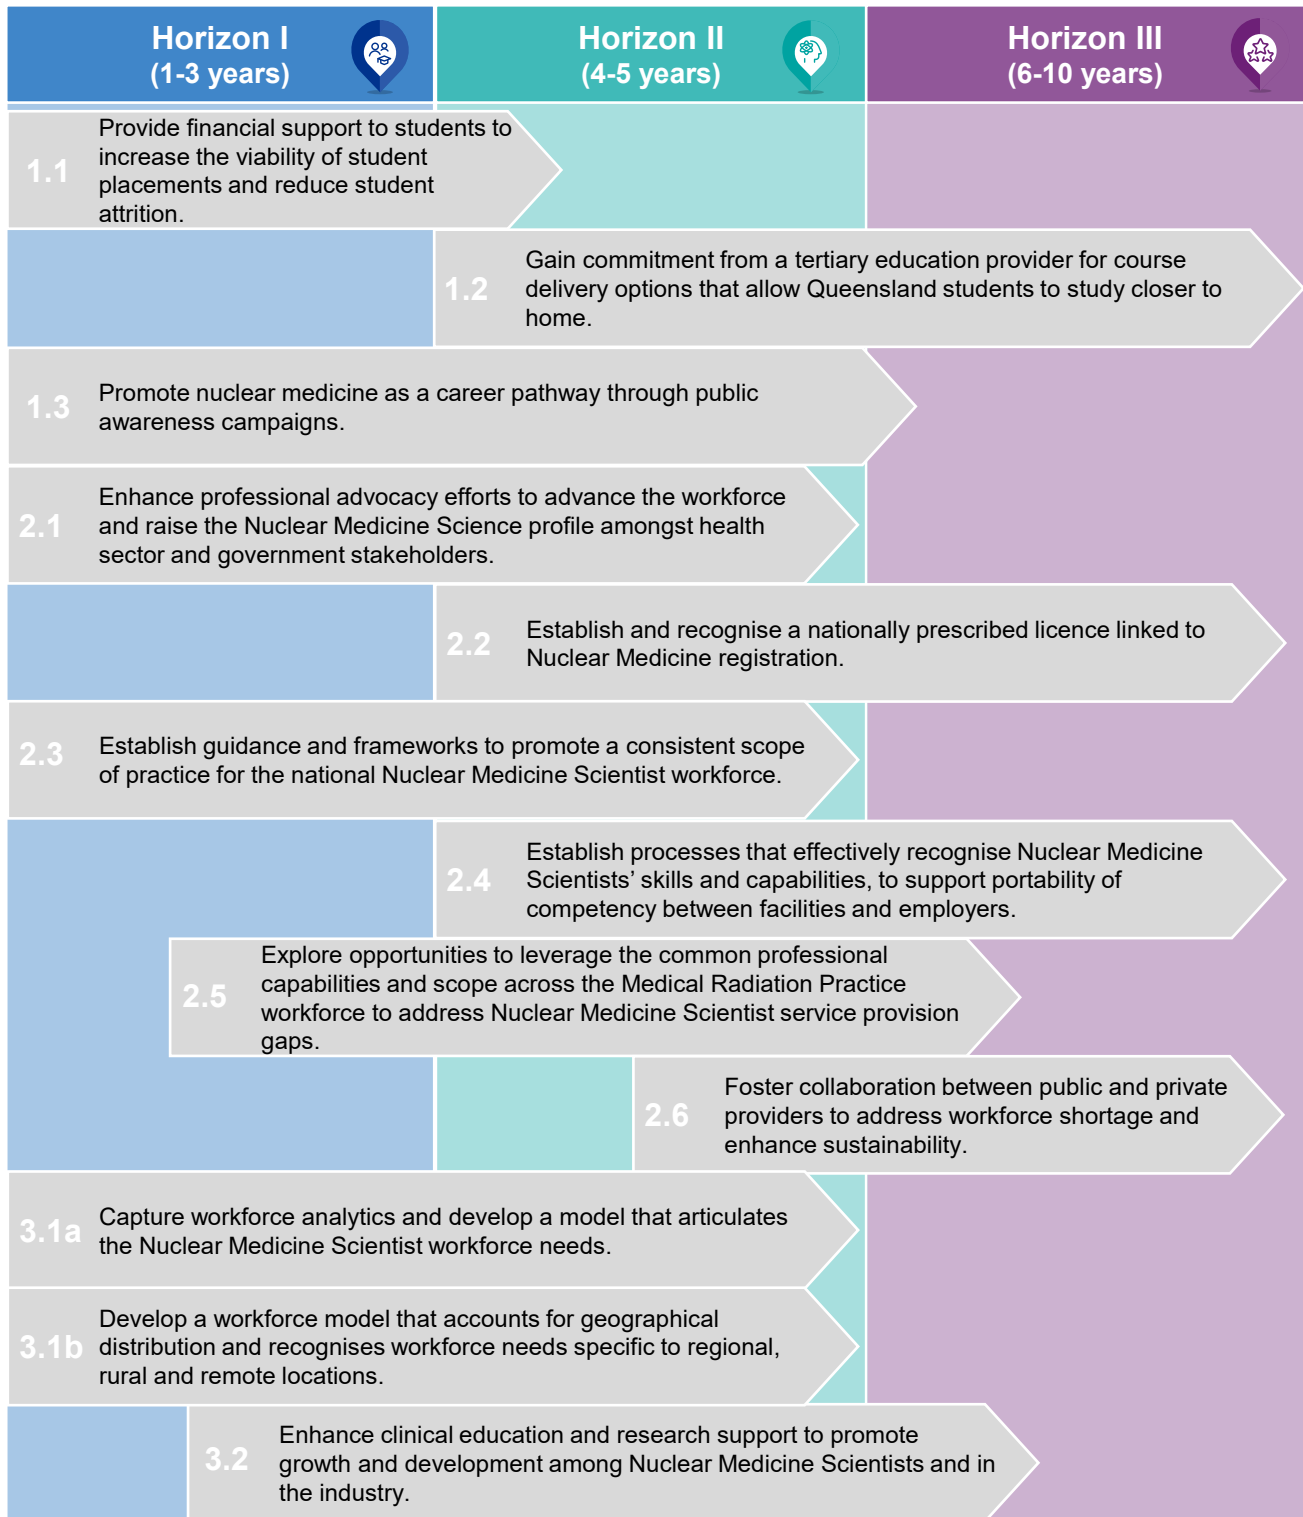 Horizon I
(1-3 years)
Horizon II
(4-5 years)
Horizon III
(6-10 years)
1.1
Provide financial support to students to
increase the viability of student
placements and reduce student
attrition.
1.2
Gain commitment from a tertiary education provider for course
delivery options that allow Queensland students to study closer to
home.
1.3
Promote nuclear medicine as a career pathway through public
awareness campaigns.
2.1
Enhance professional advocacy efforts to advance the workforce
and raise the Nuclear Medicine Science profile amongst health
sector and government stakeholders.
2.2
Establish and recognise a nationally prescribed licence linked to
Nuclear Medicine registration.
2.3
Establish guidance and frameworks to promote a consistent scope
of practice for the national Nuclear Medicine Scientist workforce.
2.4
Establish processes that effectively recognise Nuclear Medicine
Scientists’ skills and capabilities, to support portability of
competency between facilities and employers.
2.5
Explore opportunities to leverage the common professional
capabilities and scope across the Medical Radiation Practice
workforce to address Nuclear Medicine Scientist service provision
gaps.
2.6
Foster collaboration between public and private
providers to address workforce shortage and
enhance sustainability.
3.1a
Capture workforce analytics and develop a model that articulates
the Nuclear Medicine Scientist workforce needs.
3.1b
Develop a workforce model that accounts for geographical
distribution and recognises workforce needs specific to regional,
rural and remote locations.
3.2
Enhance clinical education and research support to promote
growth and development among Nuclear Medicine Scientists and in
the industry.